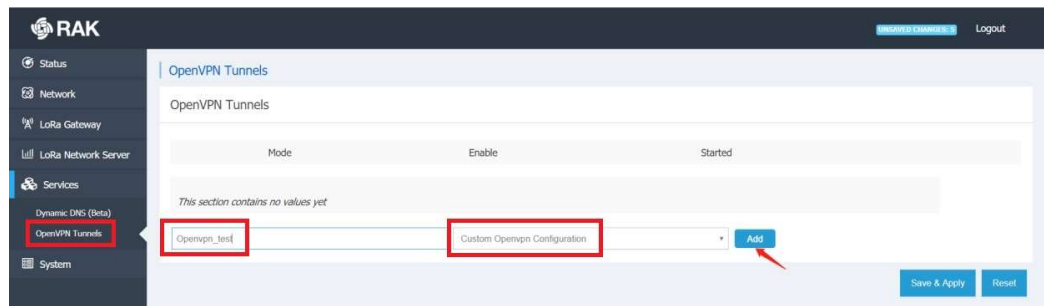 RAK
UNSAVED CHANGES: 5
Logout
Status
Network
LoRa Gateway
LoRa Network Server
Services
Dynamic DNS (Beta)
OpenVPN Tunnels
System
OpenVPN Tunnels
OpenVPN Tunnels
Mode Enable Started
This section contains no values yet
Openvpn_test Custom Openvpn Configuration Add
Save & Apply Reset